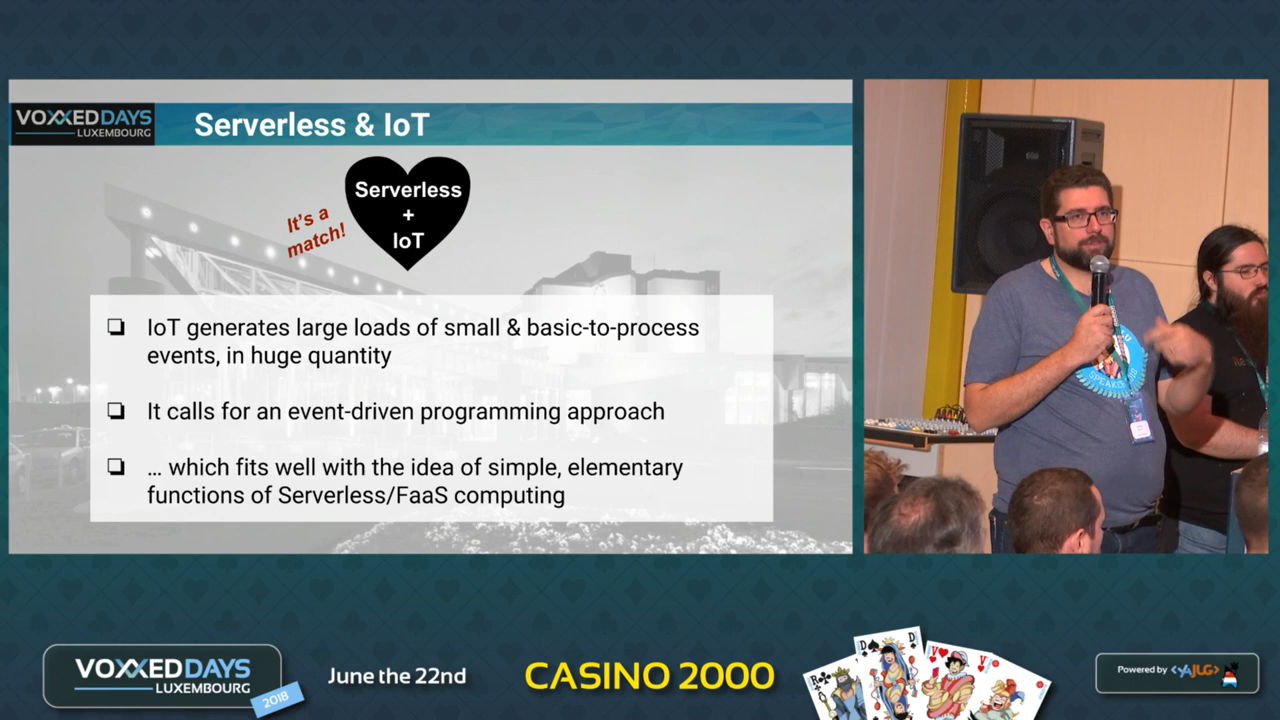 VOXXEDDAYS
LUXEMBOURG
Serverless & IoT
Serverless
+
IoT
It's a
match!
❏ IoT generates large loads of small & basic-to-process
events, in huge quantity
❏ It calls for an event-driven programming approach
❏ ... which fits well with the idea of simple, elementary
functions of Serverless/FaaS computing
SPEAKER
VOXXEDDAYS
LUXEMBOURG
2018
June the 22nd
CASINO 2000
R
D
D
V
V
Powered by <YAJUG>